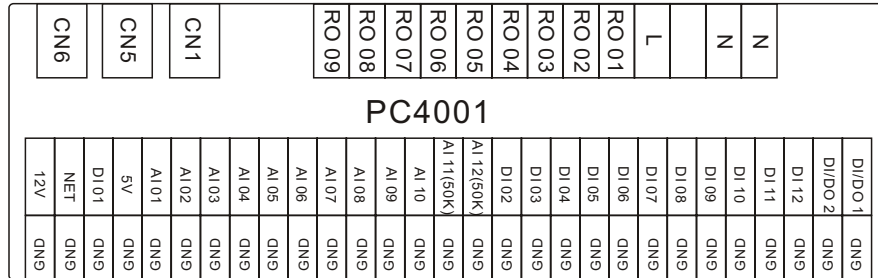 CN6 CN5 CN1 RO 09 RO 08 RO 07 RO 06 RO 05 RO 04 RO 03 RO 02 RO 01 L N N
PC4001
12V NET DI 01 5V AI 01 AI 02 AI 03 AI 04 AI 05 AI 06 AI 07 AI 08 AI 09 AI 10 AI 11(50K) AI 12(50K) DI 02 DI 03 DI 04 DI 05 DI 06 DI 07 DI 08 DI 09 DI 10 DI 11 DI 12 DI/DO 2 DI/DO 1
GND GND GND GND GND GND GND GND GND GND GND GND GND GND GND GND GND GND GND GND GND GND GND GND GND GND GND GND GND